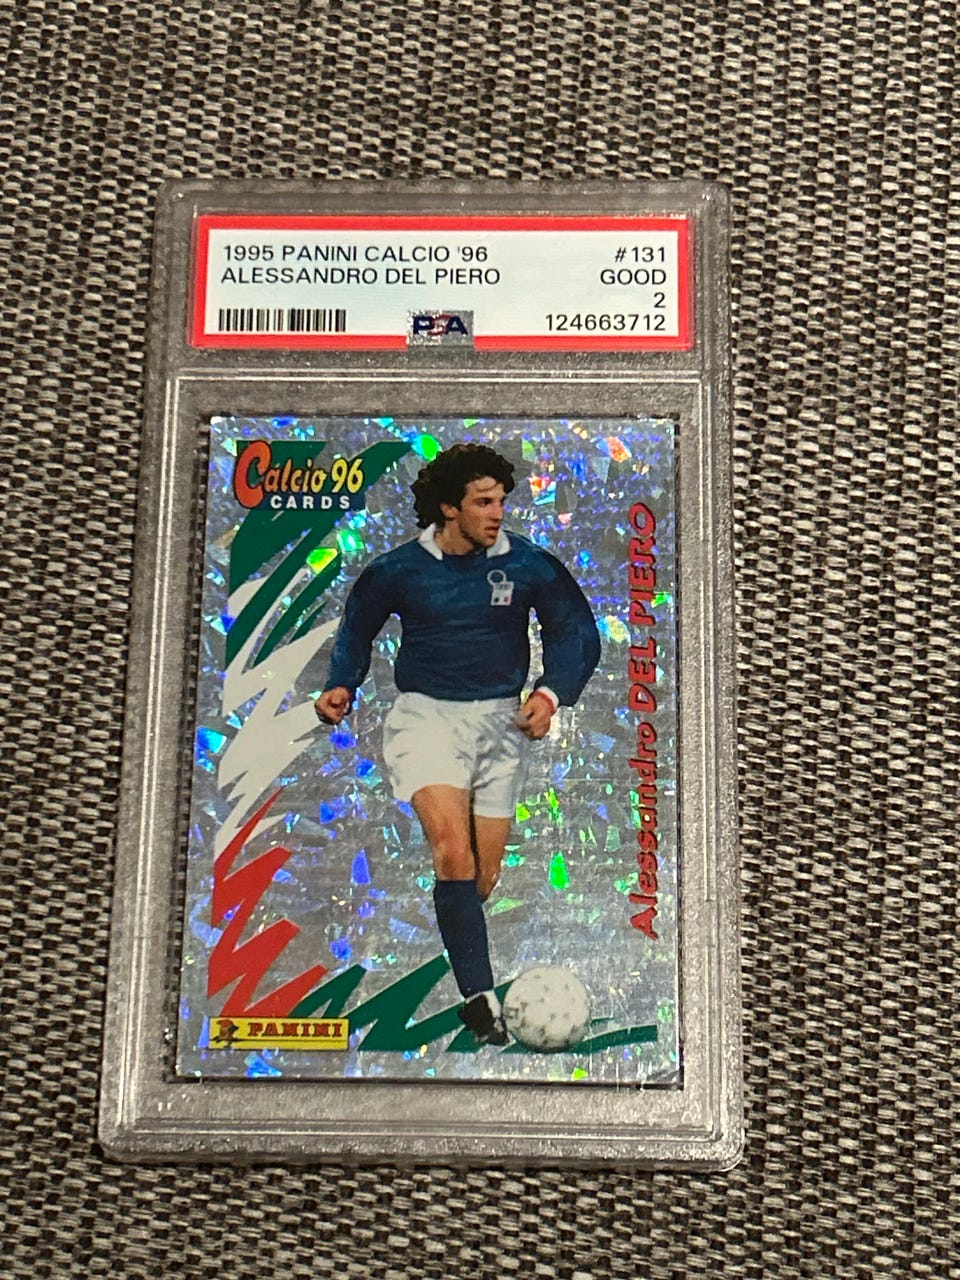 1995 PANINI CALCIO '96 #131
ALESSANDRO DEL PIERO GOOD
2
PSA 124663712
Calcio 96
CARDS
Alessandro DEL PIERO
PANINI